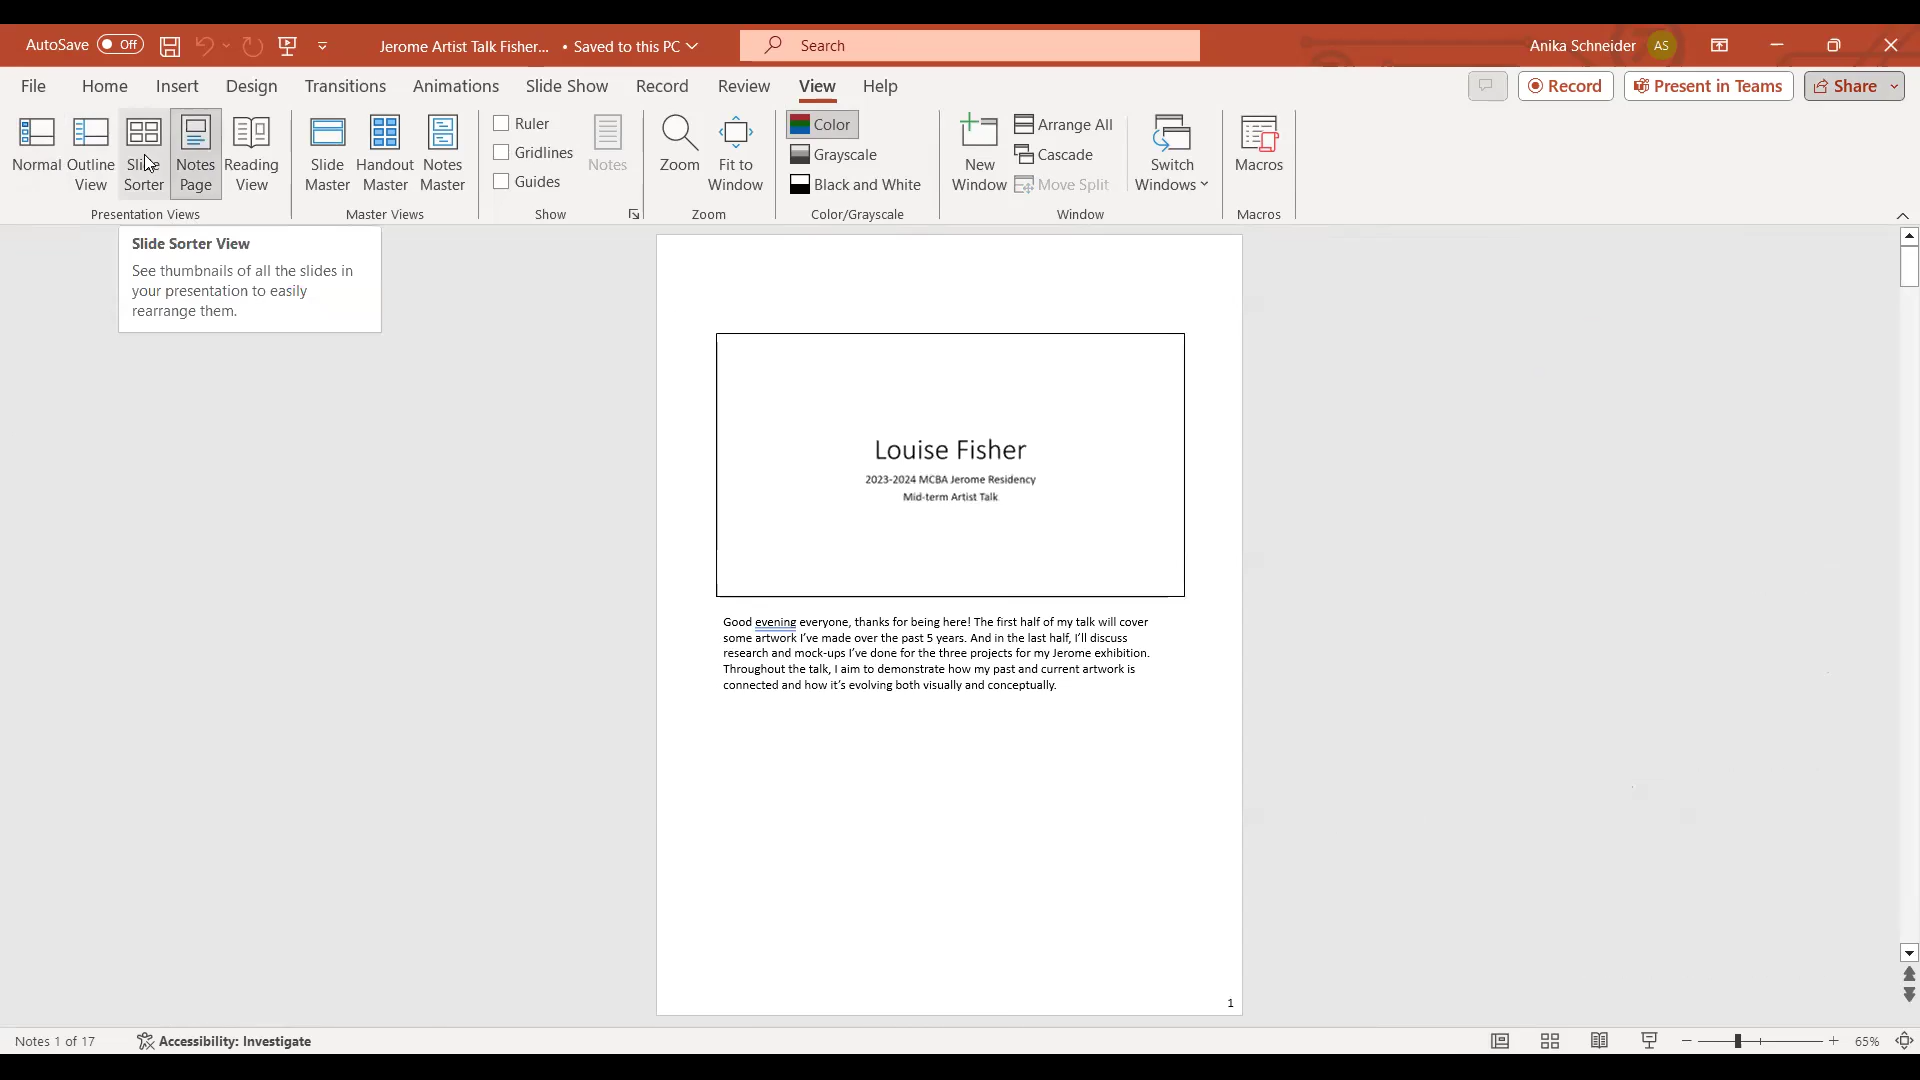 AutoSave Off Jerome Artist Talk Fisher... • Saved to this PC Search Anika Schneider AS
File Home Insert Design Transitions Animations Slide Show Record Review View Help Record Present in Teams Share
Normal
Outline View
Slide Sorter
Notes Page
Reading View
Presentation Views
Slide Master
Handout Master
Notes Master
Master Views
Ruler
Gridlines
Guides
Notes
Show
Zoom
Fit to Window
Zoom
Color
Grayscale
Black and White
Color/Grayscale
New Window
Arrange All
Cascade
Move Split
Switch Windows
Window
Macros
Macros
Slide Sorter View
See thumbnails of all the slides in
your presentation to easily
rearrange them.
Louise Fisher
2023-2024 MCBA Jerome Residency
Mid-term Artist Talk
Good evening everyone, thanks for being here! The first half of my talk will cover
some artwork I've made over the past 5 years. And in the last half, I'll discuss
research and mock-ups I've done for the three projects for my Jerome exhibition.
Throughout the talk, I aim to demonstrate how my past and current artwork is
connected and how it's evolving both visually and conceptually.
1
Notes 1 of 17 Accessibility: Investigate 65%